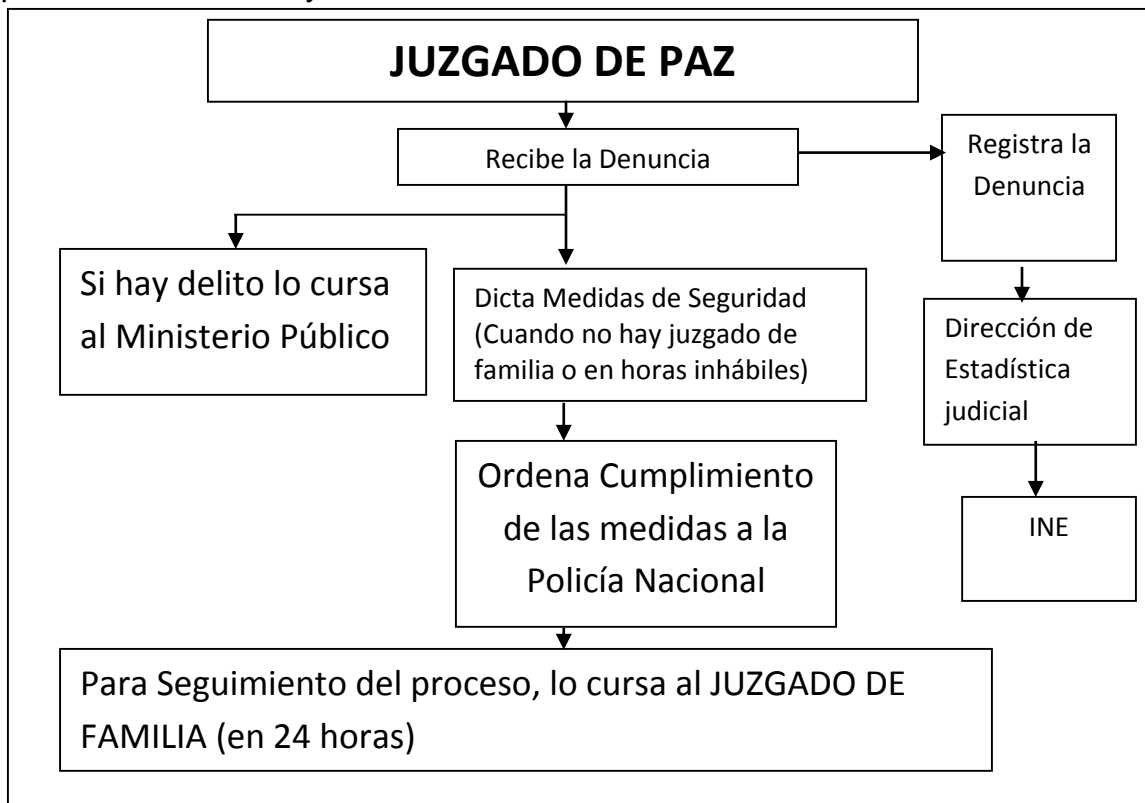 JUZGADO DE PAZ
Recibe la Denuncia
Registra la
Denuncia
Si hay delito lo cursa
al Ministerio Público
Dicta Medidas de Seguridad
(Cuando no hay juzgado de
familia o en horas inhábiles)
Dirección de
Estadística
judicial
Ordena Cumplimiento
de las medidas a la
Policía Nacional
INE
Para Seguimiento del proceso, lo cursa al JUZGADO DE
FAMILIA (en 24 horas)